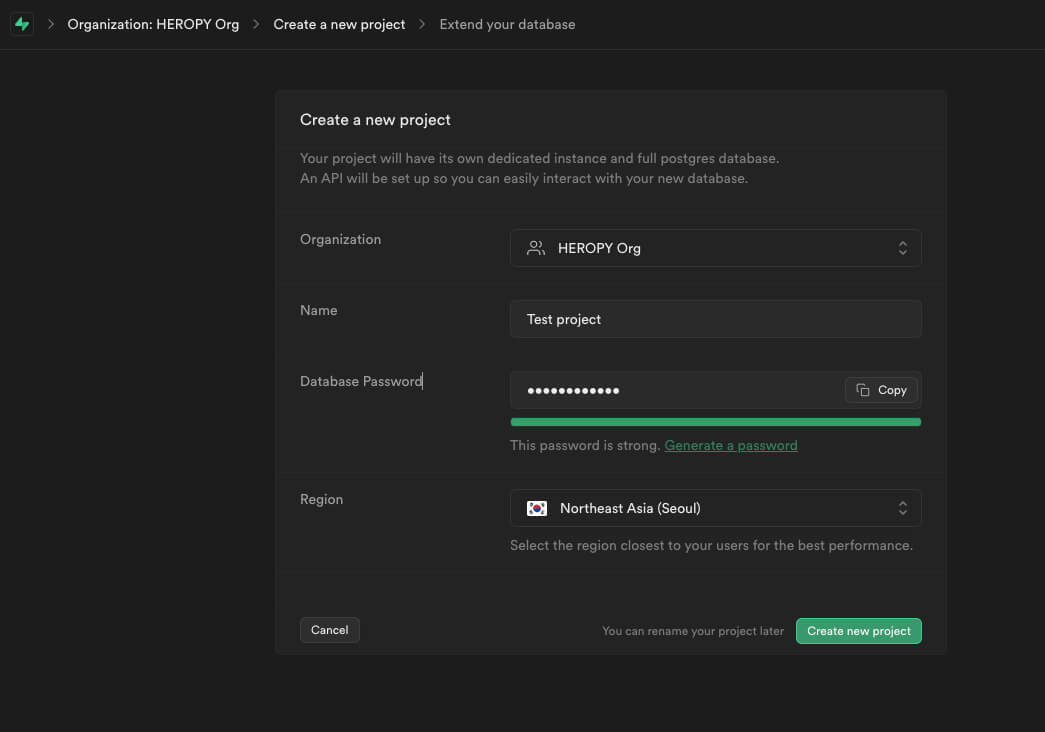 Organization: HEROPY Org
Create a new project
Extend your database
Create a new project
Your project will have its own dedicated instance and full postgres database.
An API will be set up so you can easily interact with your new database.
Organization
HEROPY Org
Name
Test project
Database Password
••••••••••••
Copy
This password is strong. Generate a password
Region
Northeast Asia (Seoul)
Select the region closest to your users for the best performance.
Cancel
You can rename your project later
Create new project